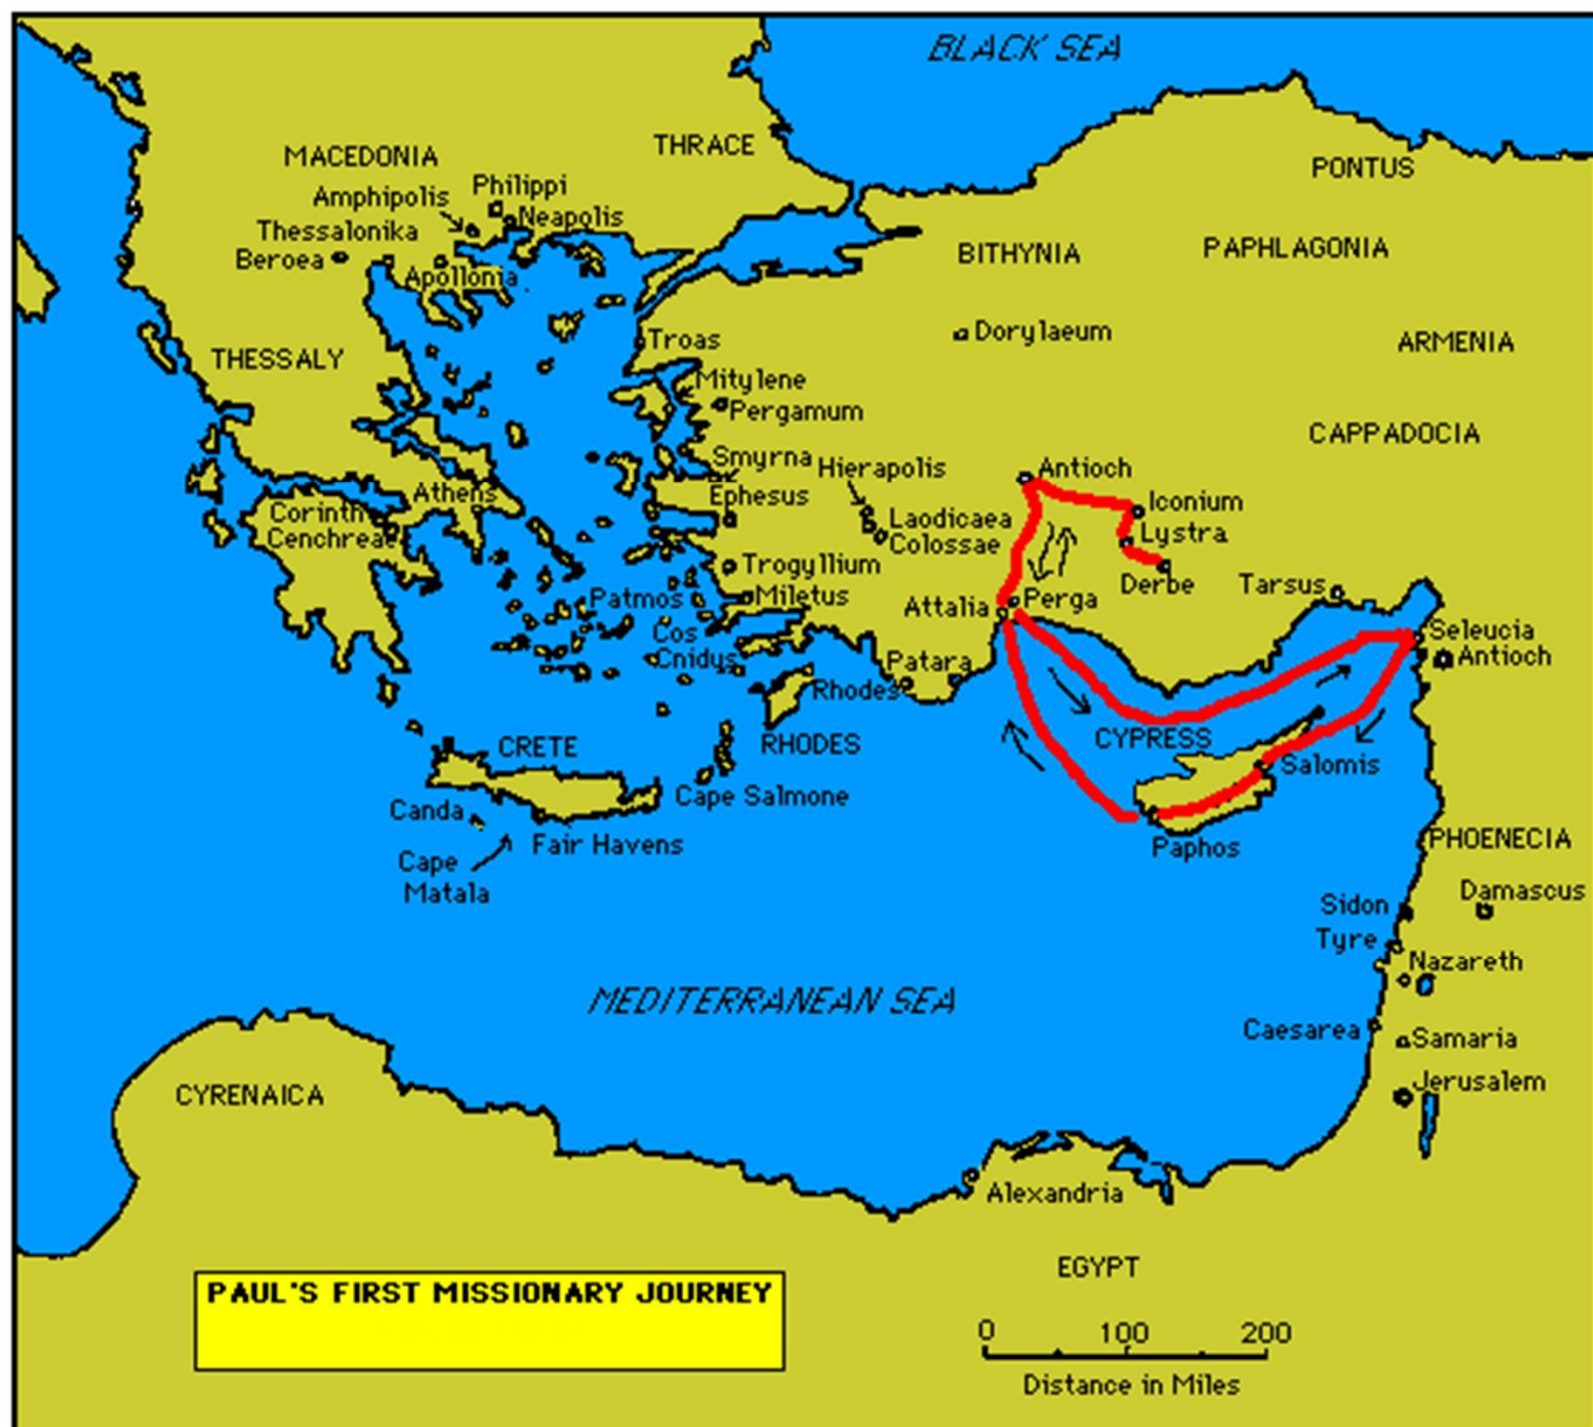 BLACK SEA
THRACE
MACEDONIA
PONTUS
Philippi
Amphipolis
Neapolis
Thessalonika
Beroea
Apollonia
BITHYNIA
PAPHLAGONIA
Dorylaeum
Troas
ARMENIA
THESSALY
Mitylene
Pergamum
CAPPADOCIA
Smyrna
Hierapolis
Antioch
Athens
Ephesus
Iconium
Corinth
Laodicaea
Lystra
Cenchreae
Colossae
Trogyllium
Derbe
Tarsus
Patmos
Miletus
Attalia
Perga
Cos
Seleucia
Cnidus
Patara
Antioch
Rhodes
CRETE
RHODES
CYPRESS
Salomis
Cape Salmone
Canda
Fair Havens
Paphos
PHOENECIA
Cape
Matala
Damascus
Sidon
Tyre
Nazareth
MEDITERRANEAN SEA
Caesarea
Samaria
CYRENAICA
Jerusalem
Alexandria
EGYPT
PAUL'S FIRST MISSIONARY JOURNEY
0 100 200
Distance in Miles